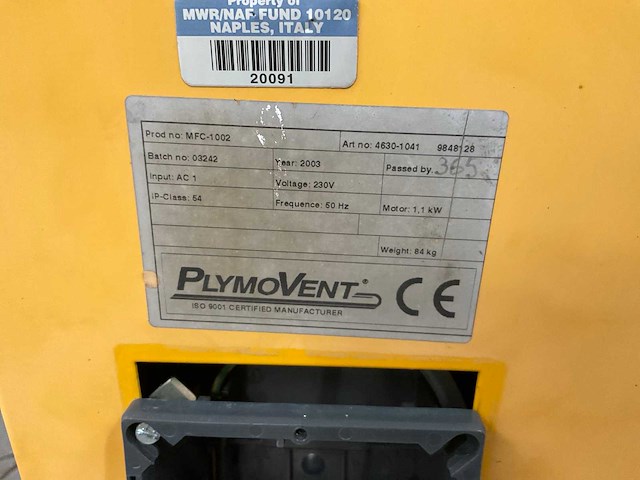 Property of
MWR/NAF FUND 10120
NAPLES, ITALY
20091
Prod no: MFC-1002 Art no: 4630-1041 9848128
Batch no: 03242 Year: 2003 Passed by 365
Input: AC 1 Voltage: 230V
IP-Class: 54 Frequence: 50 Hz Motor: 1,1 kW
Weight: 84 kg
PLYMOVENT® CE
ISO 9001 CERTIFIED MANUFACTURER